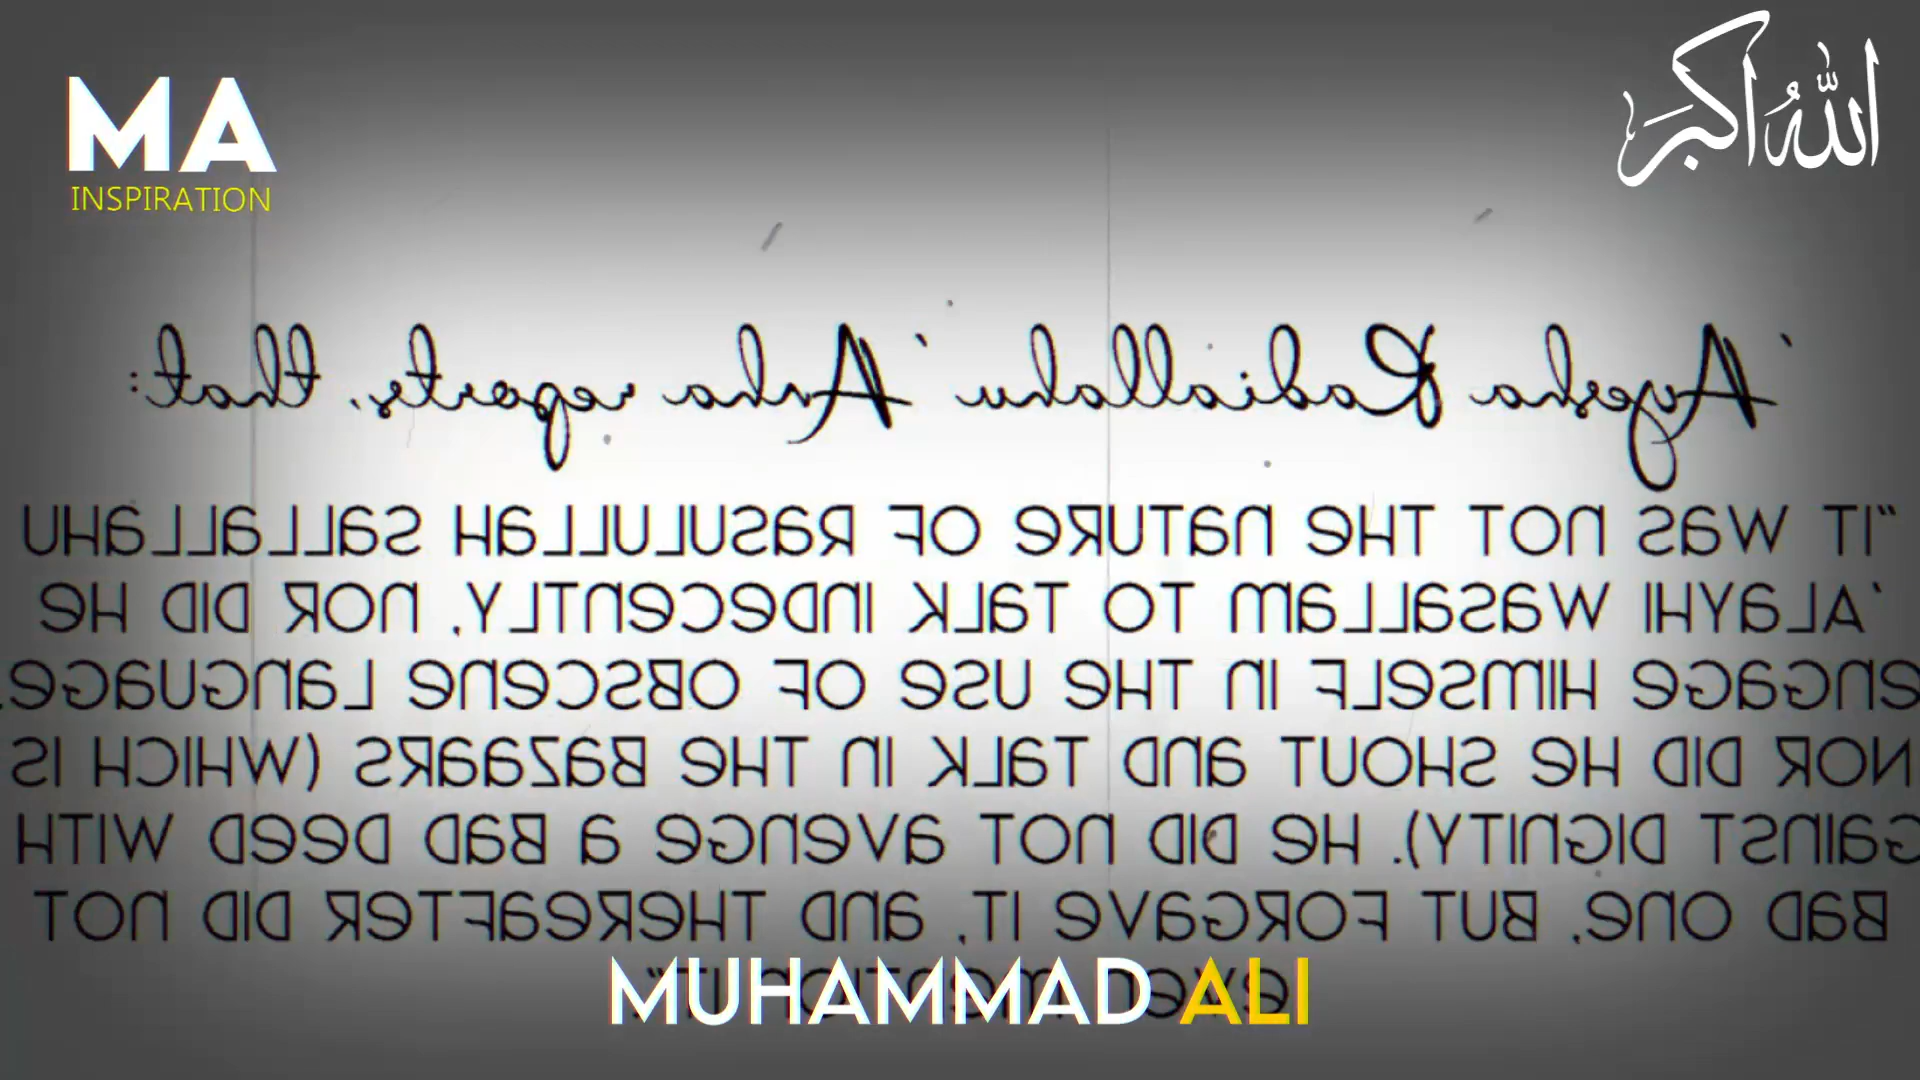 MA
INSPIRATION
الله أكبر
'Ayesha Radiallahu 'Anha reports, that:
"IT WAS NOT THE NATURE OF RASULULLAH SALLALLAHU
'ALAYHI WASALLAM TO TALK INDECENTLY, NOR DID HE
ENGAGE HIMSELF IN THE USE OF OBSCENE LANGUAGE.
NOR DID HE SHOUT AND TALK IN THE BAZAARS (WHICH IS
GAINST DIGNITY). HE DID NOT AVENGE A BAD DEED WITH
BAD ONE, BUT FORGAVE IT, AND THEREAFTER DID NOT
MUHAMMAD ALI